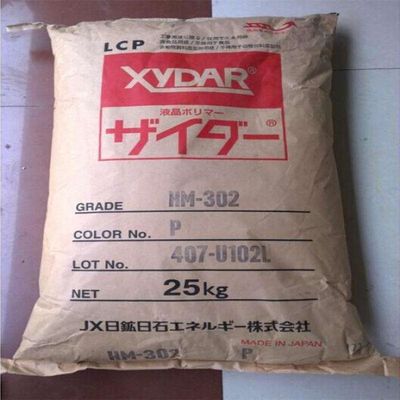 LCP
XYDAR®
液晶ポリマー
ザイダー®
GRADE HM-302
COLOR No. P
LOT No. 407-U102L
NET 25kg
JX日鉱日石エネルギー株式会社
MADE IN JAPAN
HM-302 P